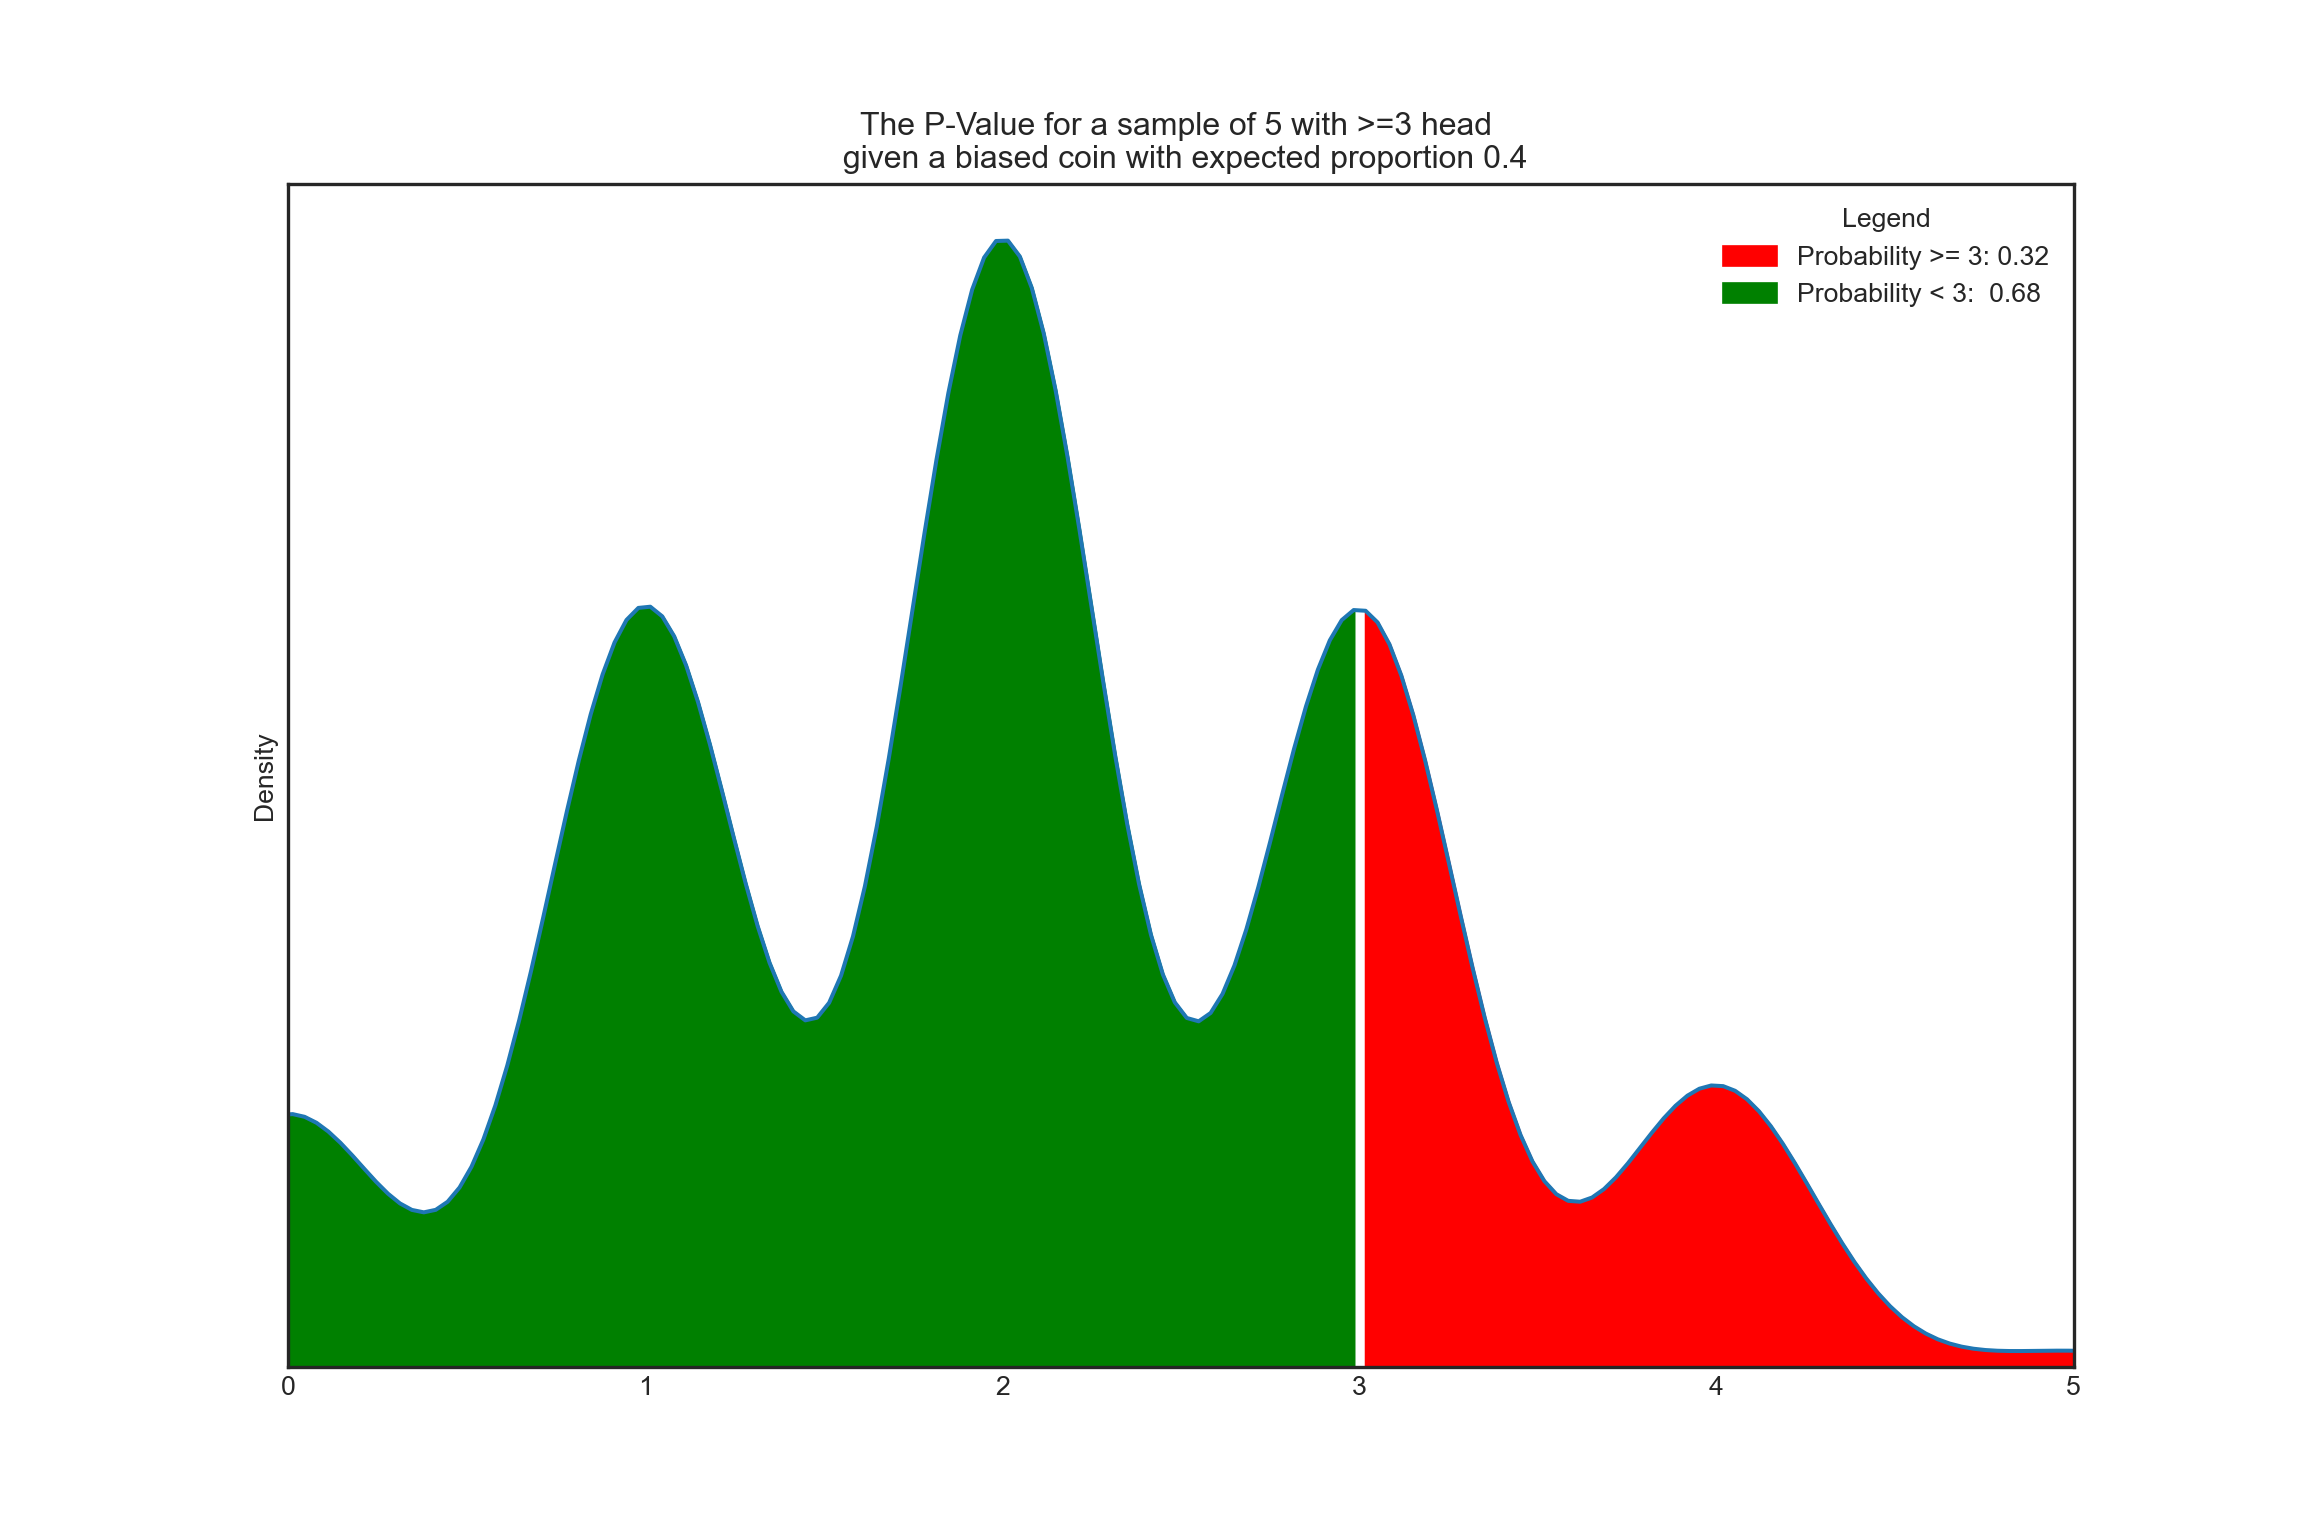 The P-Value for a sample of 5 with >=3 head
given a biased coin with expected proportion 0.4
Legend
Probability >= 3: 0.32
Probability < 3:  0.68
Density
0 1 2 3 4 5